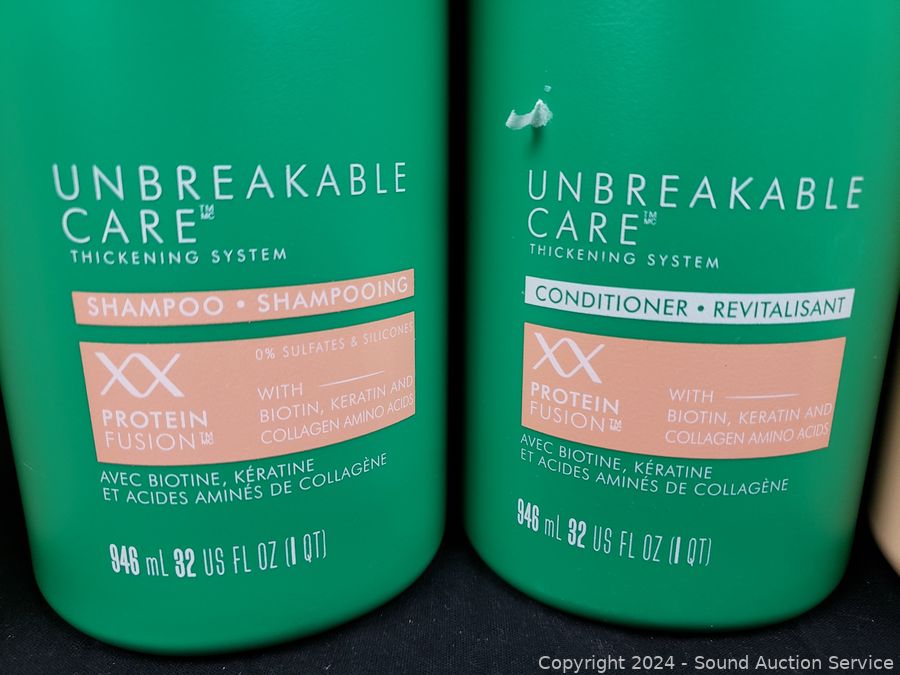 UNBREAKABLE
CARE™ MC
THICKENING SYSTEM
SHAMPOO • SHAMPOOING
0% SULFATES & SILICONES
XX
PROTEIN
FUSION™ MC
WITH
BIOTIN, KERATIN AND
COLLAGEN AMINO ACIDS
AVEC BIOTINE, KÉRATINE
ET ACIDES AMINÉS DE COLLAGÈNE
946 mL 32 US FL OZ (1 QT)
UNBREAKABLE
CARE™ MC
THICKENING SYSTEM
CONDITIONER • REVITALISANT
XX
PROTEIN
FUSION™ MC
WITH
BIOTIN, KERATIN AND
COLLAGEN AMINO ACIDS
AVEC BIOTINE, KÉRATINE
ET ACIDES AMINÉS DE COLLAGÈNE
946 mL 32 US FL OZ (1 QT)
Copyright 2024 - Sound Auction Service